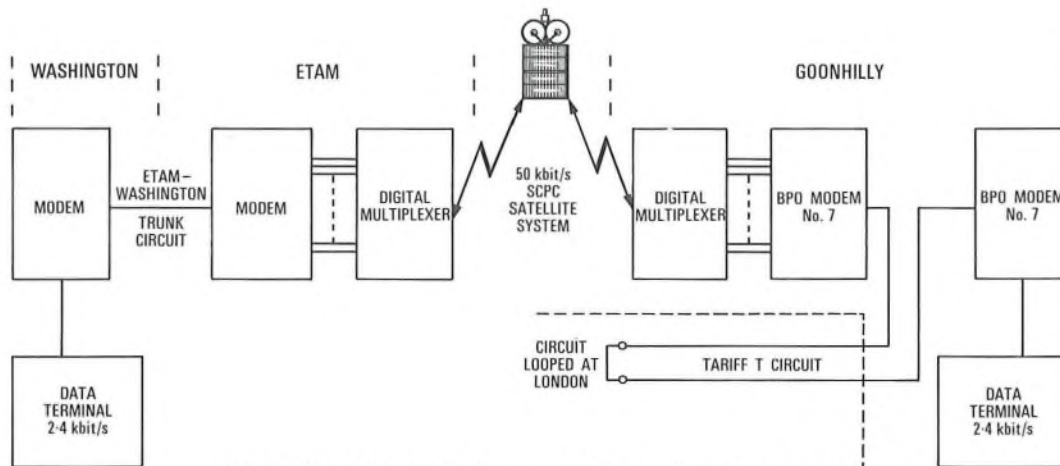 WASHINGTON
ETAM
GOONHILLY
MODEM
ETAM–
WASHINGTON
TRUNK
CIRCUIT
MODEM
DIGITAL
MULTIPLEXER
50 kbit/s
SCPC
SATELLITE
SYSTEM
DIGITAL
MULTIPLEXER
BPO MODEM
No. 7
BPO MODEM
No. 7
DATA
TERMINAL
2·4 kbit/s
CIRCUIT
LOOPED AT
LONDON
TARIFF T CIRCUIT
DATA
TERMINAL
2·4 kbit/s